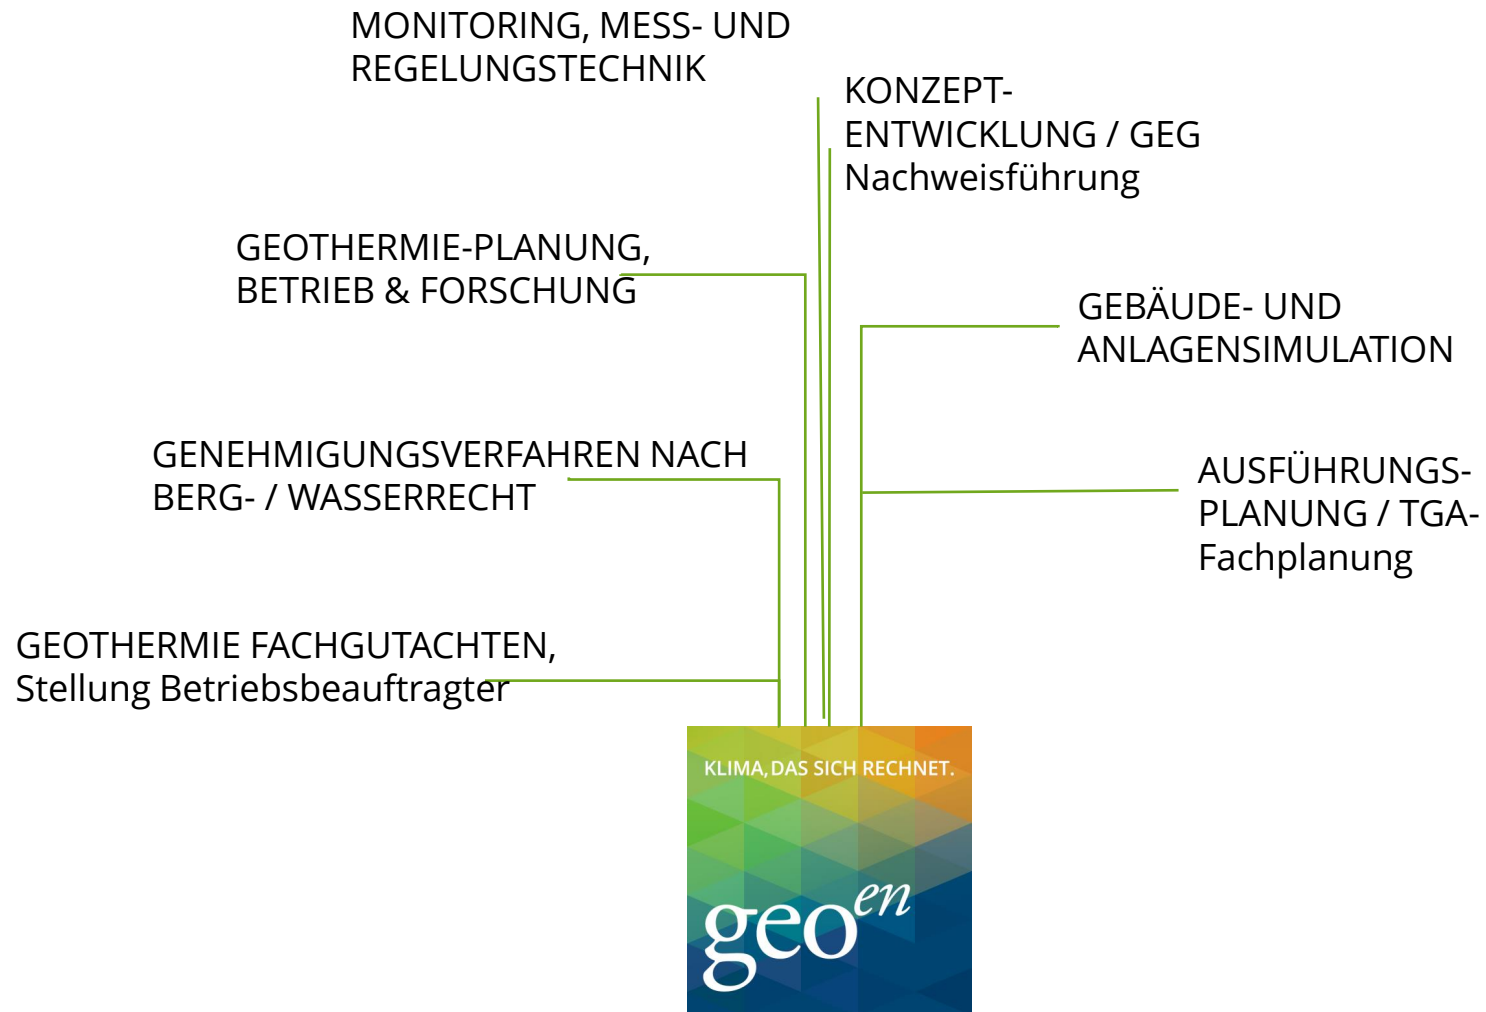 MONITORING, MESS- UND
REGELUNGSTECHNIK
KONZEPT-
ENTWICKLUNG / GEG
Nachweisführung
GEOTHERMIE-PLANUNG,
BETRIEB & FORSCHUNG
GEBÄUDE- UND
ANLAGENSIMULATION
GENEHMIGUNGSVERFAHREN NACH
BERG- / WASSERRECHT
AUSFÜHRUNGS-
PLANUNG / TGA-
Fachplanung
GEOTHERMIE FACHGUTACHTEN,
Stellung Betriebsbeauftragter
KLIMA, DAS SICH RECHNET.
geoen